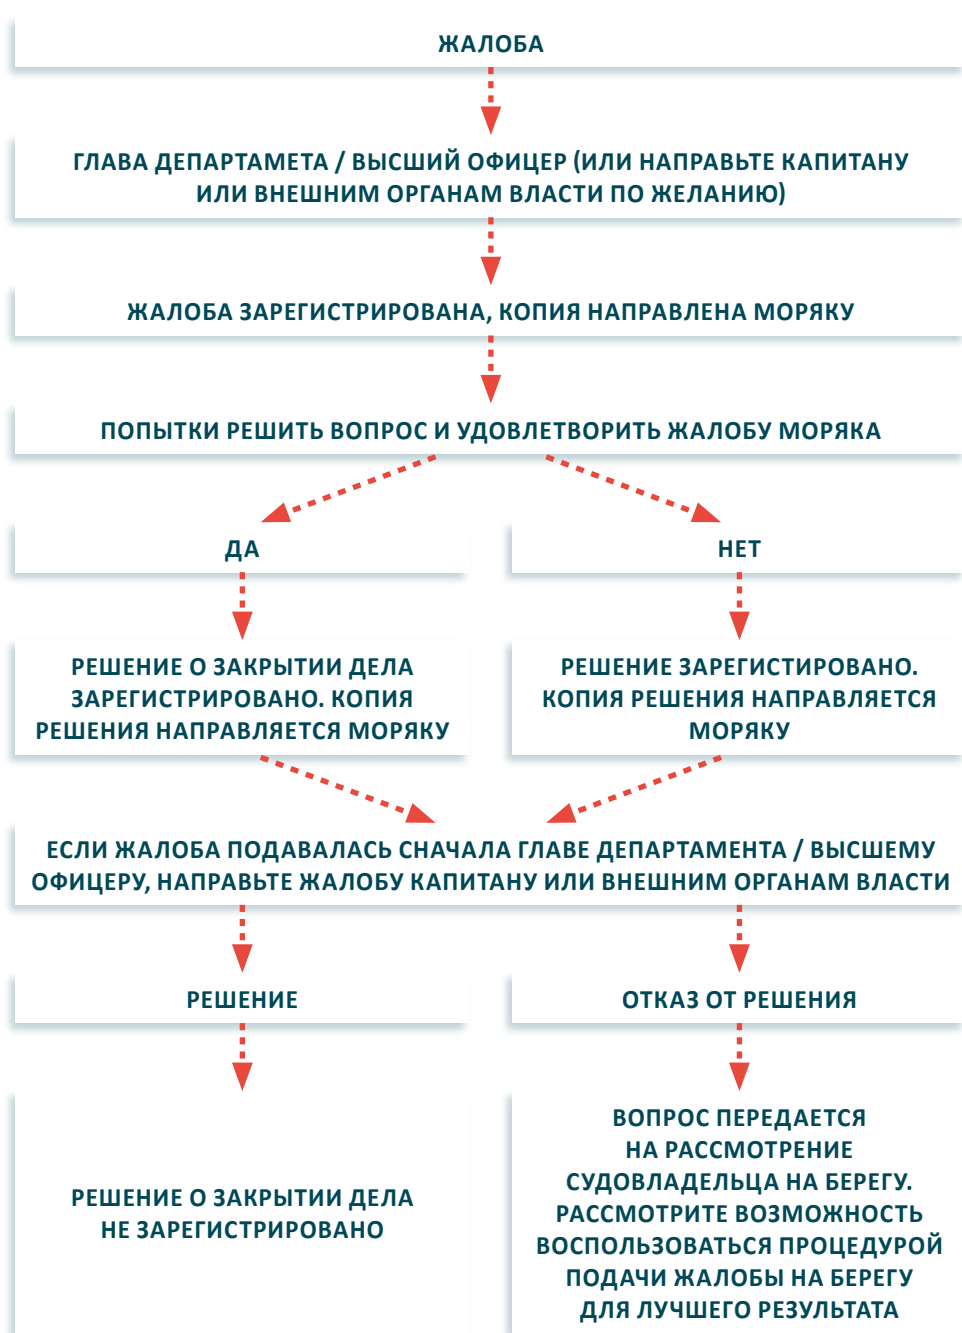 ЖАЛОБА
ГЛАВА ДЕПАРТАМЕТА / ВЫСШИЙ ОФИЦЕР (ИЛИ НАПРАВЬТЕ КАПИТАНУ
ИЛИ ВНЕШНИМ ОРГАНАМ ВЛАСТИ ПО ЖЕЛАНИЮ)
ЖАЛОБА ЗАРЕГИСТРИРОВАНА, КОПИЯ НАПРАВЛЕНА МОРЯКУ
ПОПЫТКИ РЕШИТЬ ВОПРОС И УДОВЛЕТВОРИТЬ ЖАЛОБУ МОРЯКА
ДА
НЕТ
РЕШЕНИЕ О ЗАКРЫТИИ ДЕЛА
ЗАРЕГИСТРИРОВАНО. КОПИЯ
РЕШЕНИЯ НАПРАВЛЯЕТСЯ МОРЯКУ
РЕШЕНИЕ ЗАРЕГИСТИРОВАНО.
КОПИЯ РЕШЕНИЯ НАПРАВЛЯЕТСЯ
МОРЯКУ
ЕСЛИ ЖАЛОБА ПОДАВАЛАСЬ СНАЧАЛА ГЛАВЕ ДЕПАРТАМЕНТА / ВЫСШЕМУ
ОФИЦЕРУ, НАПРАВЬТЕ ЖАЛОБУ КАПИТАНУ ИЛИ ВНЕШНИМ ОРГАНАМ ВЛАСТИ
РЕШЕНИЕ
ОТКАЗ ОТ РЕШЕНИЯ
РЕШЕНИЕ О ЗАКРЫТИИ ДЕЛА
НЕ ЗАРЕГИСТРИРОВАНО
ВОПРОС ПЕРЕДАЕТСЯ
НА РАССМОТРЕНИЕ
СУДОВЛАДЕЛЬЦА НА БЕРЕГУ.
РАССМОТРИТЕ ВОЗМОЖНОСТЬ
ВОСПОЛЬЗОВАТЬСЯ ПРОЦЕДУРОЙ
ПОДАЧИ ЖАЛОБЫ НА БЕРЕГУ
ДЛЯ ЛУЧШЕГО РЕЗУЛЬТАТА